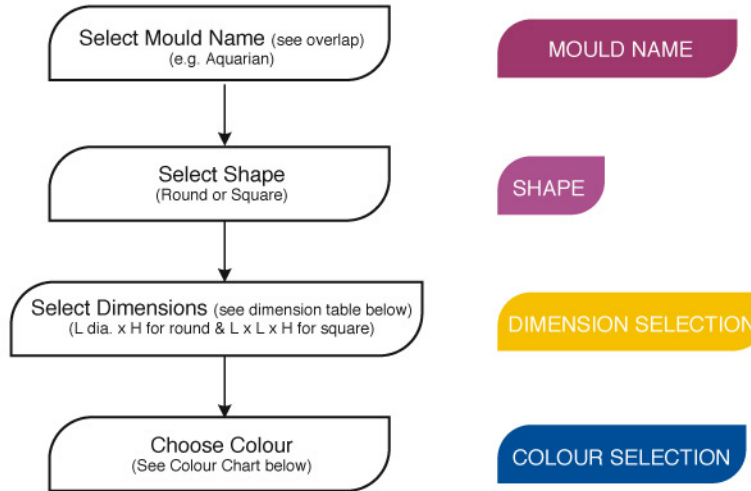 Select Mould Name (see overlap)
(e.g. Aquarian)
MOULD NAME
Select Shape
(Round or Square)
SHAPE
Select Dimensions (see dimension table below)
(L dia. x H for round & L x L x H for square)
DIMENSION SELECTION
Choose Colour
(See Colour Chart below)
COLOUR SELECTION